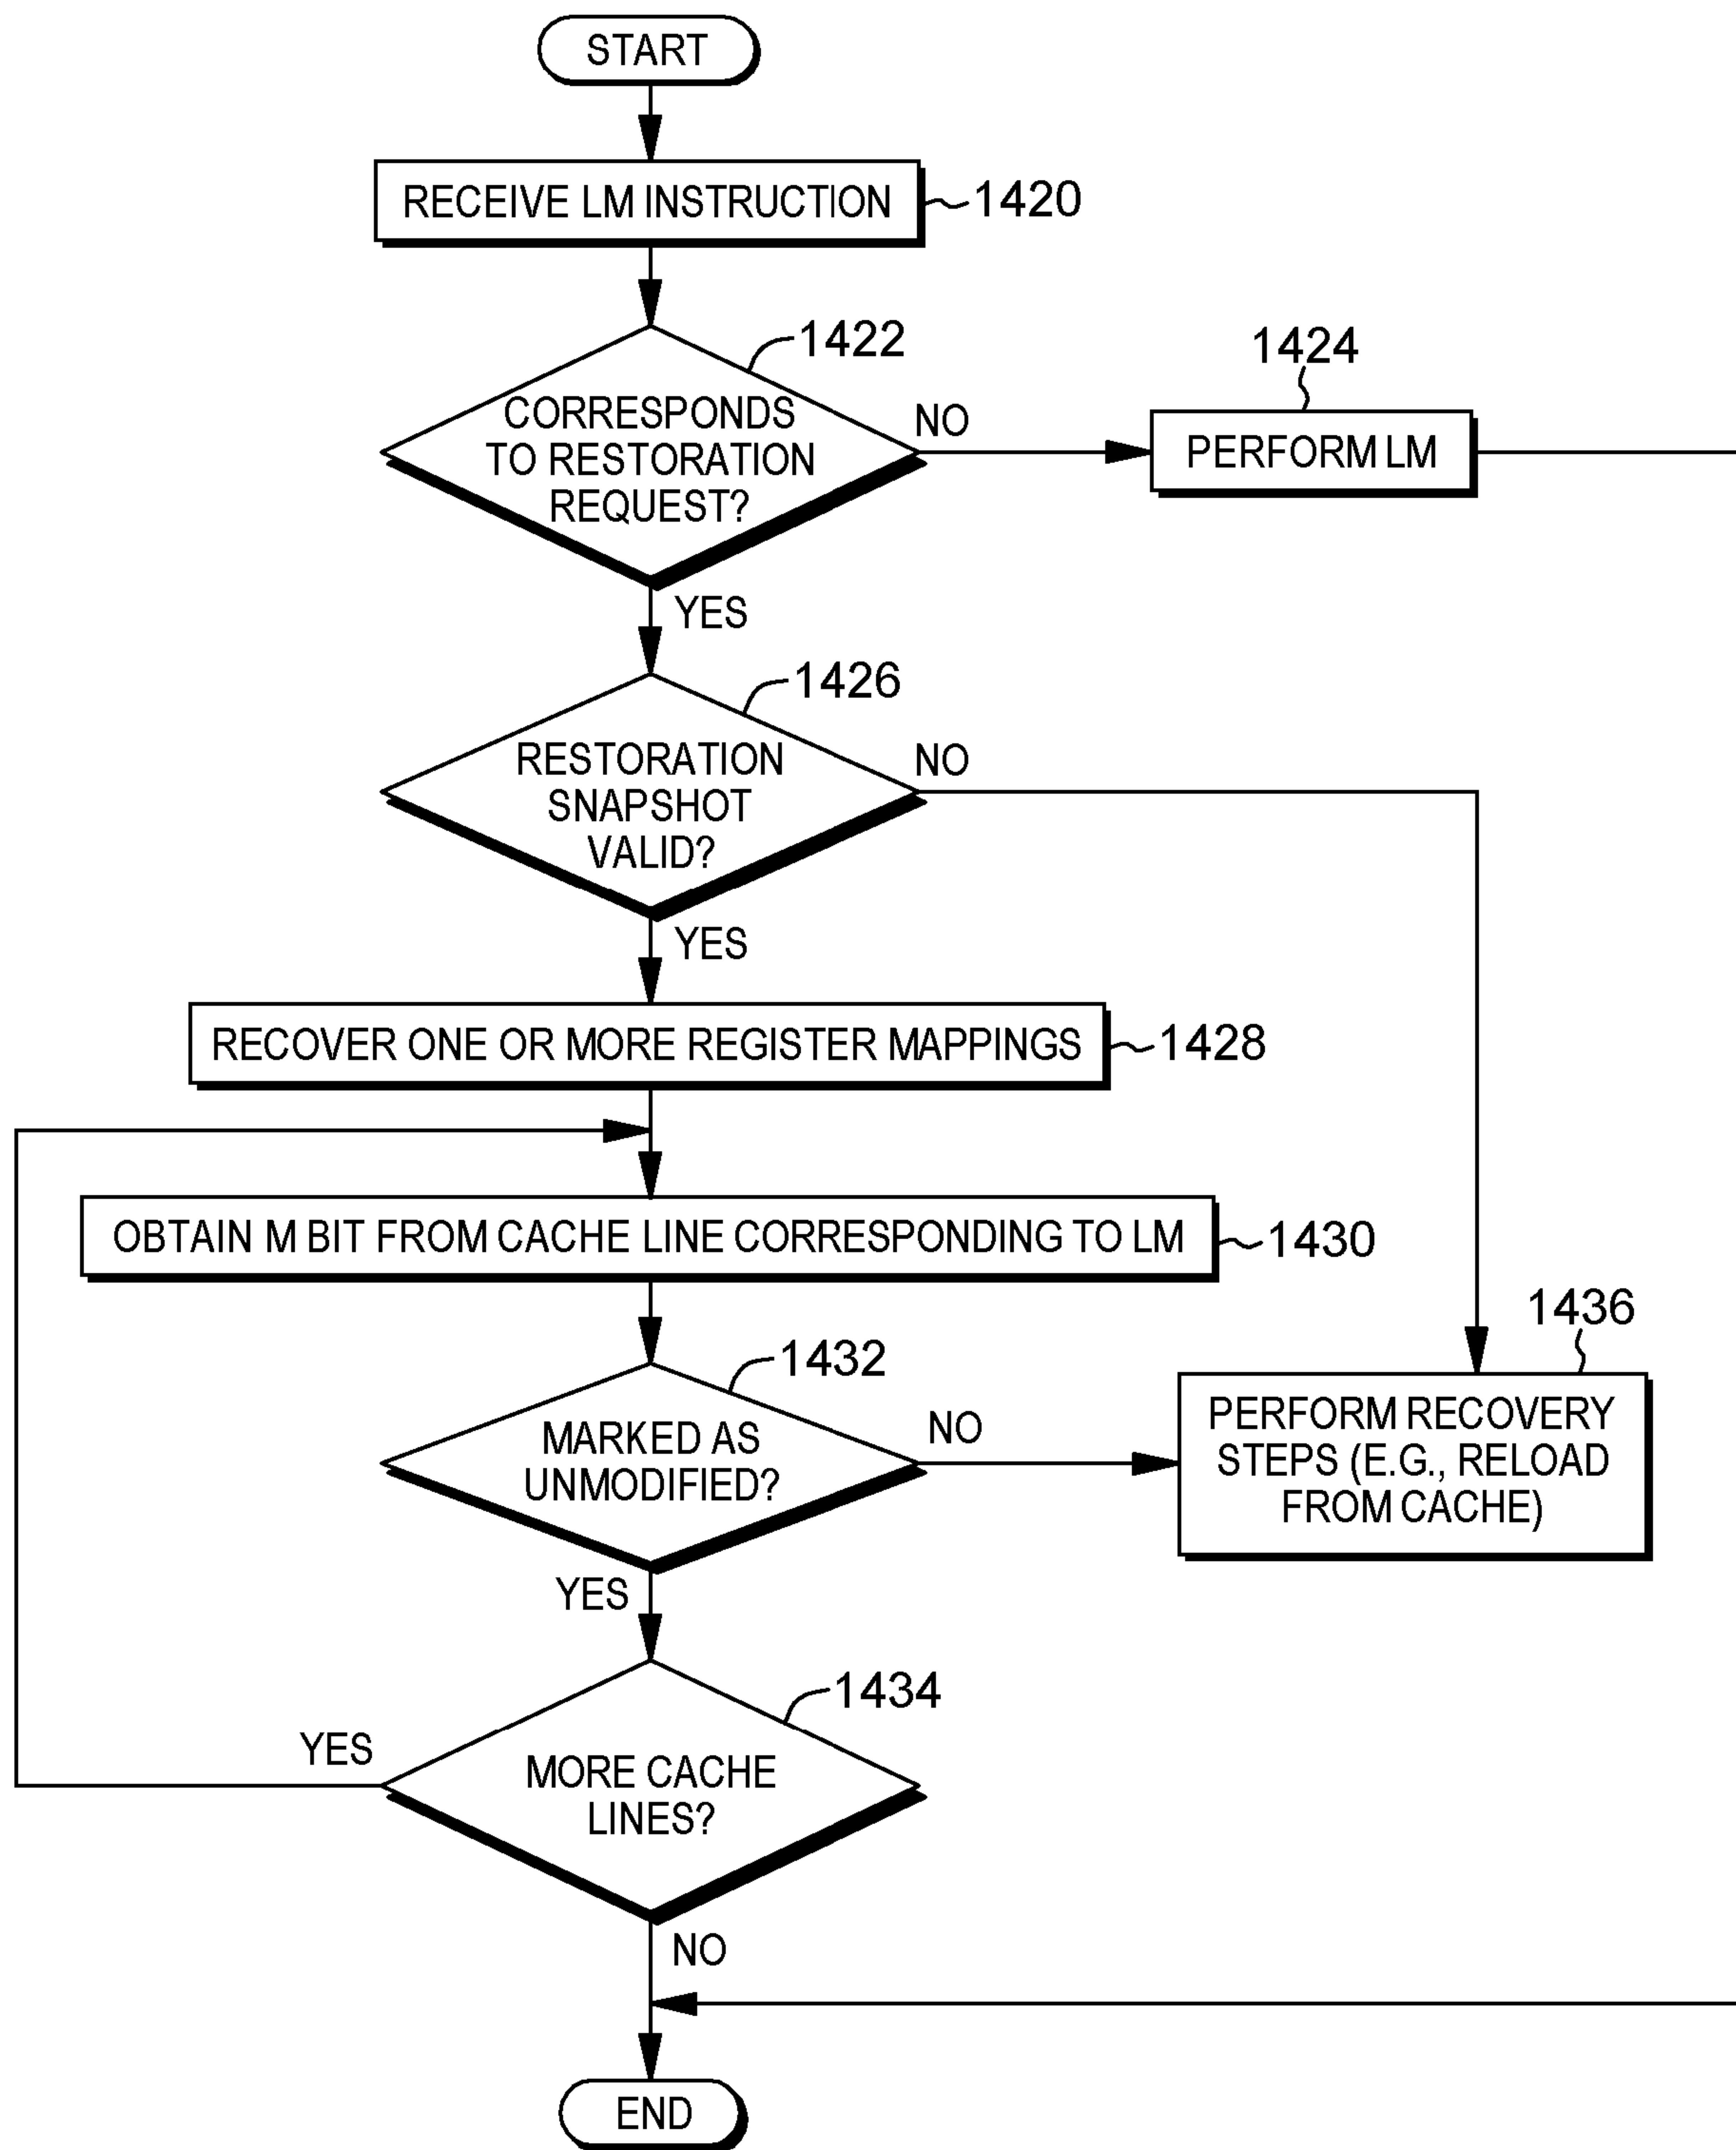 START
RECEIVE LM INSTRUCTION
1420
1422
CORRESPONDS
TO RESTORATION
REQUEST?
NO
1424
PERFORM LM
YES
1426
RESTORATION
SNAPSHOT
VALID?
NO
YES
RECOVER ONE OR MORE REGISTER MAPPINGS
1428
OBTAIN M BIT FROM CACHE LINE CORRESPONDING TO LM
1430
1432
MARKED AS
UNMODIFIED?
NO
1436
PERFORM RECOVERY
STEPS (E.G., RELOAD
FROM CACHE)
YES
1434
MORE CACHE
LINES?
YES
NO
END